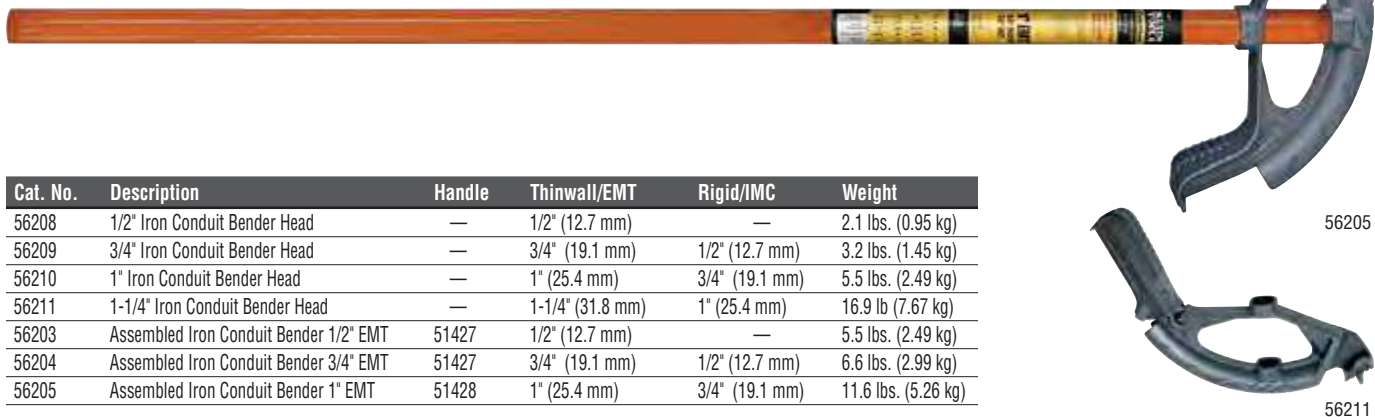 Cat. No. Description Handle Thinwall/EMT Rigid/IMC Weight
56208 1/2" Iron Conduit Bender Head — 1/2" (12.7 mm) — 2.1 lbs. (0.95 kg)
56209 3/4" Iron Conduit Bender Head — 3/4" (19.1 mm) 1/2" (12.7 mm) 3.2 lbs. (1.45 kg)
56210 1" Iron Conduit Bender Head — 1" (25.4 mm) 3/4" (19.1 mm) 5.5 lbs. (2.49 kg)
56211 1-1/4" Iron Conduit Bender Head — 1-1/4" (31.8 mm) 1" (25.4 mm) 16.9 lb (7.67 kg)
56203 Assembled Iron Conduit Bender 1/2" EMT 51427 1/2" (12.7 mm) — 5.5 lbs. (2.49 kg)
56204 Assembled Iron Conduit Bender 3/4" EMT 51427 3/4" (19.1 mm) 1/2" (12.7 mm) 6.6 lbs. (2.99 kg)
56205 Assembled Iron Conduit Bender 1" EMT 51428 1" (25.4 mm) 3/4" (19.1 mm) 11.6 lbs. (5.26 kg)
56205
56211